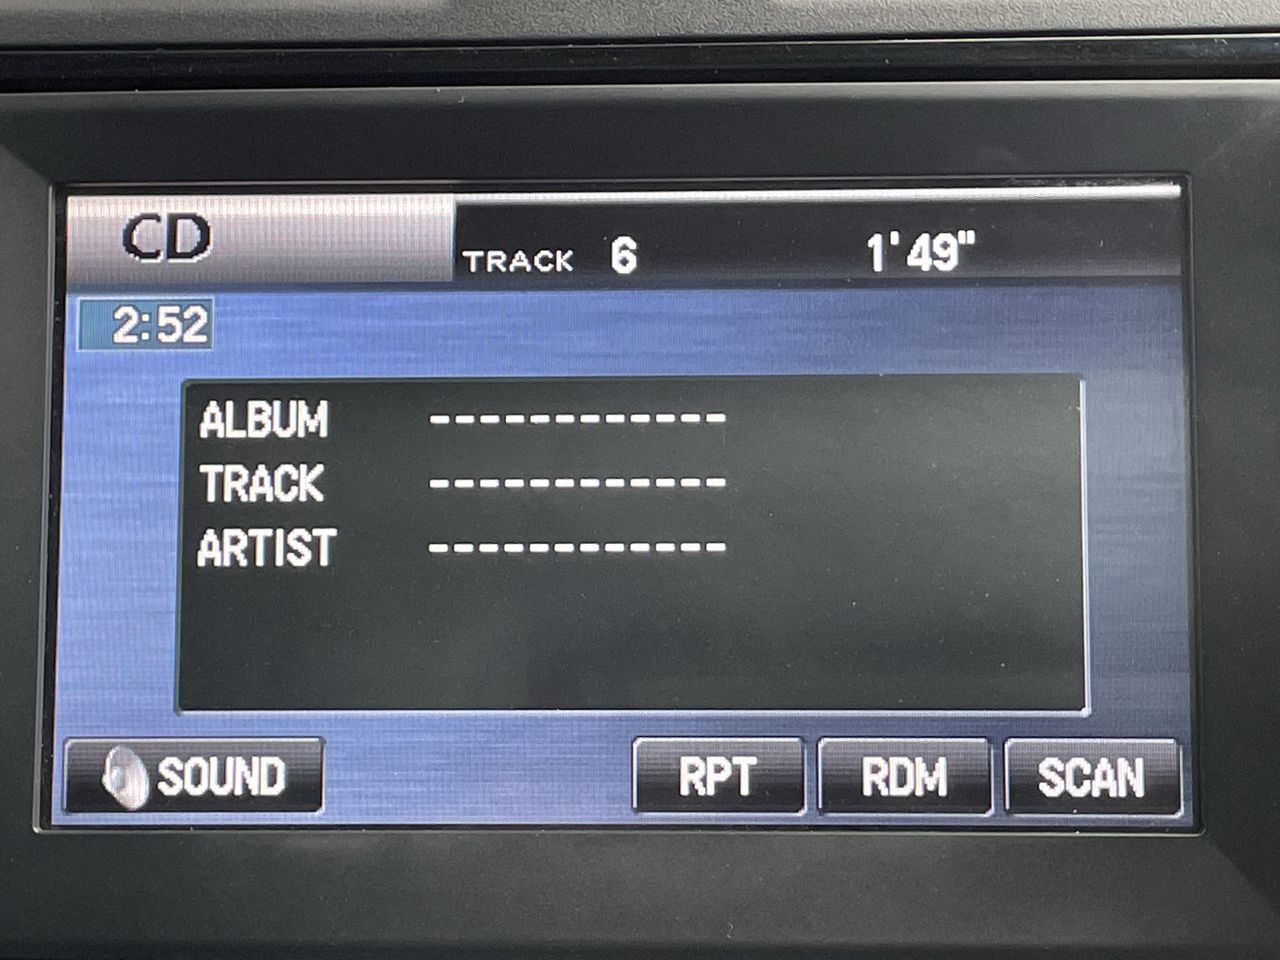 CD
TRACK 6 1'49"
2:52
ALBUM ------------
TRACK ------------
ARTIST ------------
SOUND RPT RDM SCAN